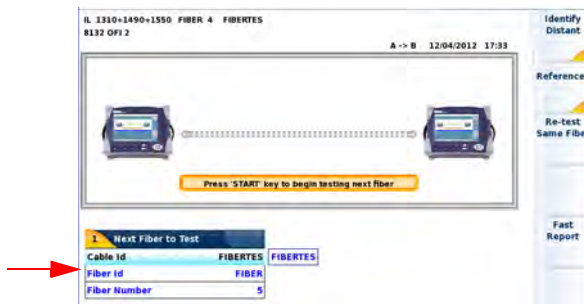 IL 1310+1490+1550 FIBER 4 FIBERTES
8132 OFI 2
A -> B 12/04/2012 17:33
Identify
Distant
Reference
Re-test
Same Fibe
Fast
Report
Press 'START' key to begin testing next fiber
1 Next Fiber to Test
Cable Id FIBERTES FIBERTES
Fiber Id FIBER
Fiber Number 5